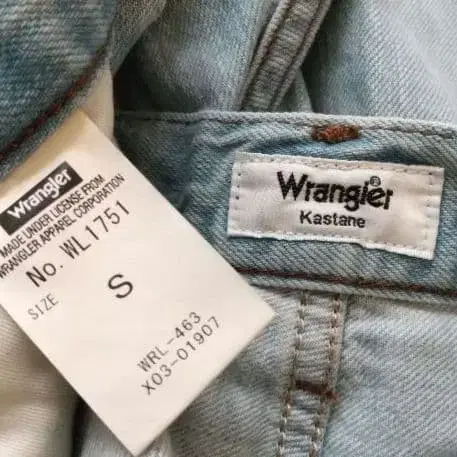 Wrangler
MADE UNDER LICENSE FROM
WRANGLER APPAREL CORPORATION
No. WL1751
SIZE S
WRL-463
X03-01907
Wrangler®
Kastane